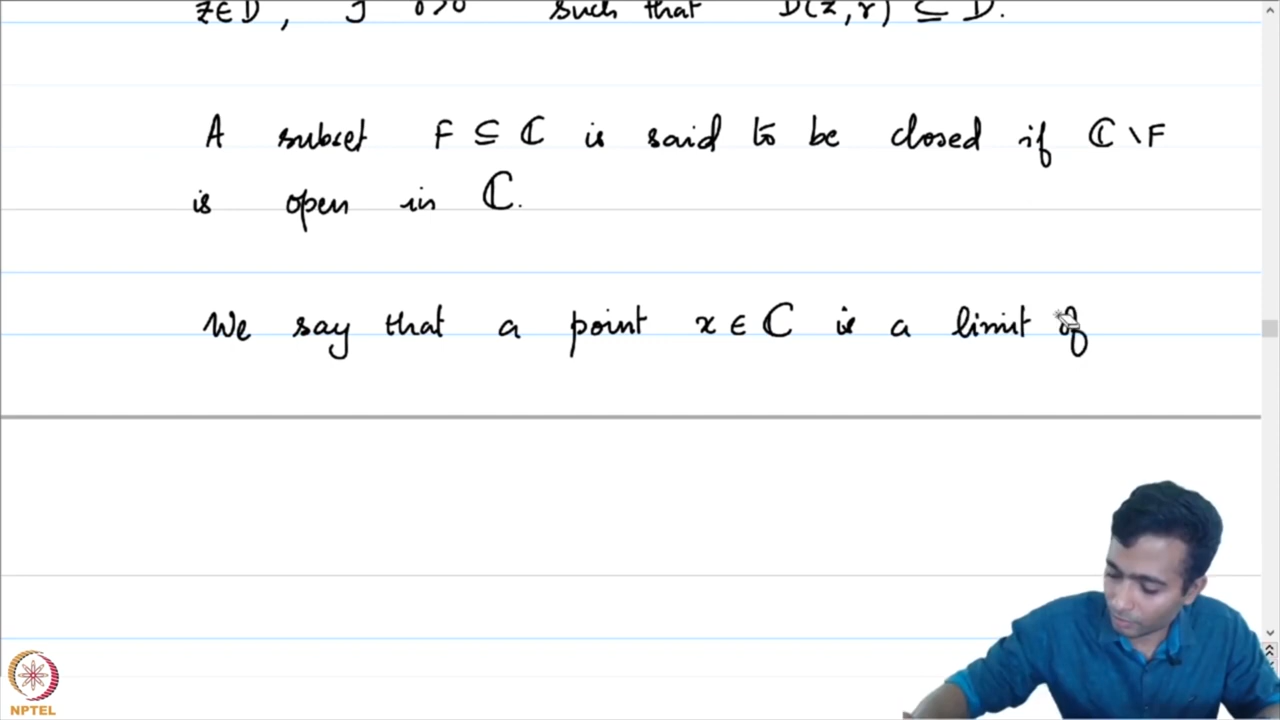 z ∈ D, ∃ r>0 such that D(z,r) ⊆ D.
A subset F ⊆ ℂ is said to be closed if ℂ \ F
is open in ℂ.
We say that a point x ∈ ℂ is a limit of
NPTEL